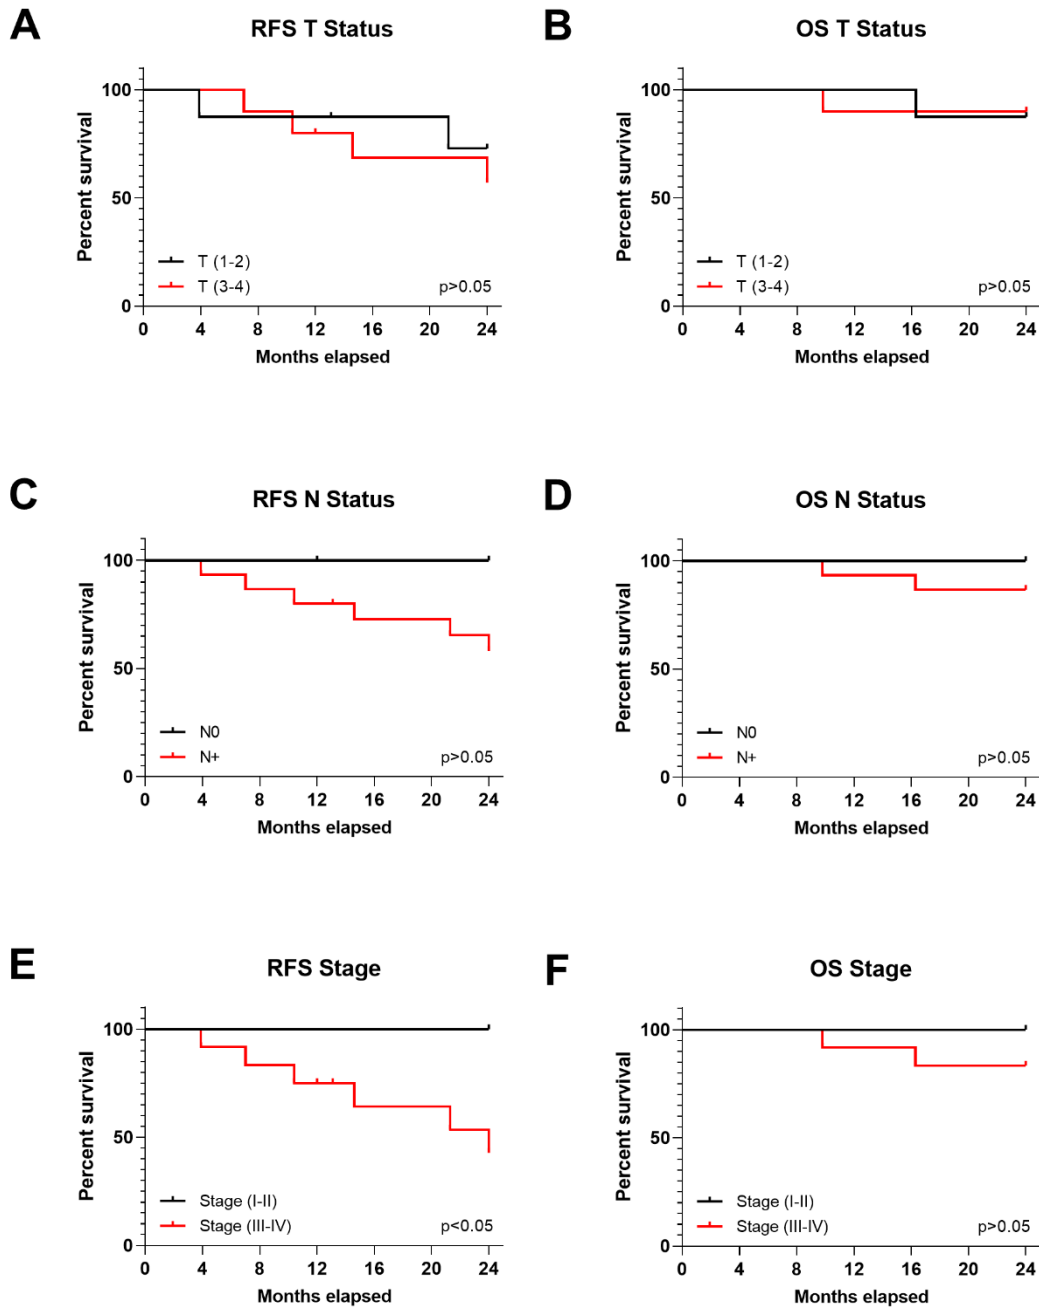 A
RFS T Status
Percent survival
100
50
0
T (1-2)
T (3-4)
p>0.05
0 4 8 12 16 20 24
Months elapsed
B
OS T Status
Percent survival
100
50
0
T (1-2)
T (3-4)
p>0.05
0 4 8 12 16 20 24
Months elapsed
C
RFS N Status
Percent survival
100
50
0
N0
N+
p>0.05
0 4 8 12 16 20 24
Months elapsed
D
OS N Status
Percent survival
100
50
0
N0
N+
p>0.05
0 4 8 12 16 20 24
Months elapsed
E
RFS Stage
Percent survival
100
50
0
Stage (I-II)
Stage (III-IV)
p<0.05
0 4 8 12 16 20 24
Months elapsed
F
OS Stage
Percent survival
100
50
0
Stage (I-II)
Stage (III-IV)
p>0.05
0 4 8 12 16 20 24
Months elapsed